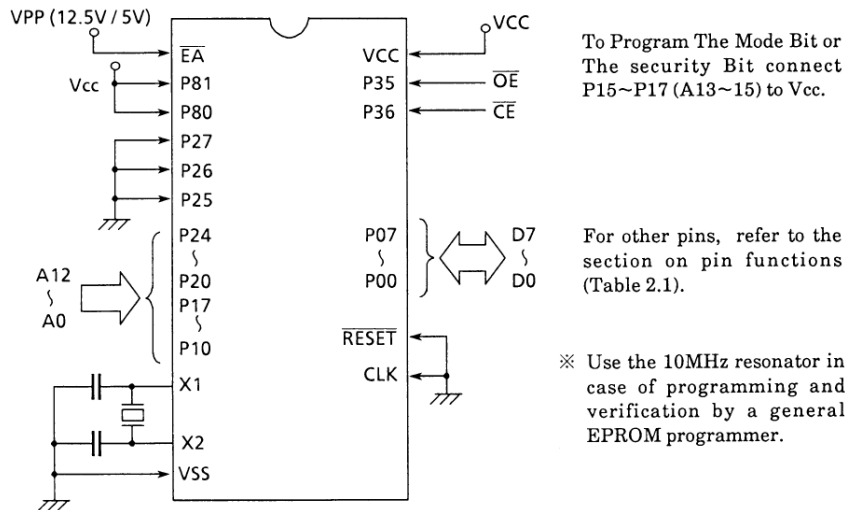 VPP (12.5V / 5V)
EA
Vcc
P81
P80
P27
P26
P25
P24
~
P20
P17
~
P10
A12
~
A0
X1
X2
VSS
VCC
VCC
P35
OE
P36
CE
P07
~
P00
D7
~
D0
RESET
CLK
To Program The Mode Bit or
The security Bit connect
P15~P17 (A13~15) to Vcc.
For other pins, refer to the
section on pin functions
(Table 2.1).
※ Use the 10MHz resonator in
case of programming and
verification by a general
EPROM programmer.